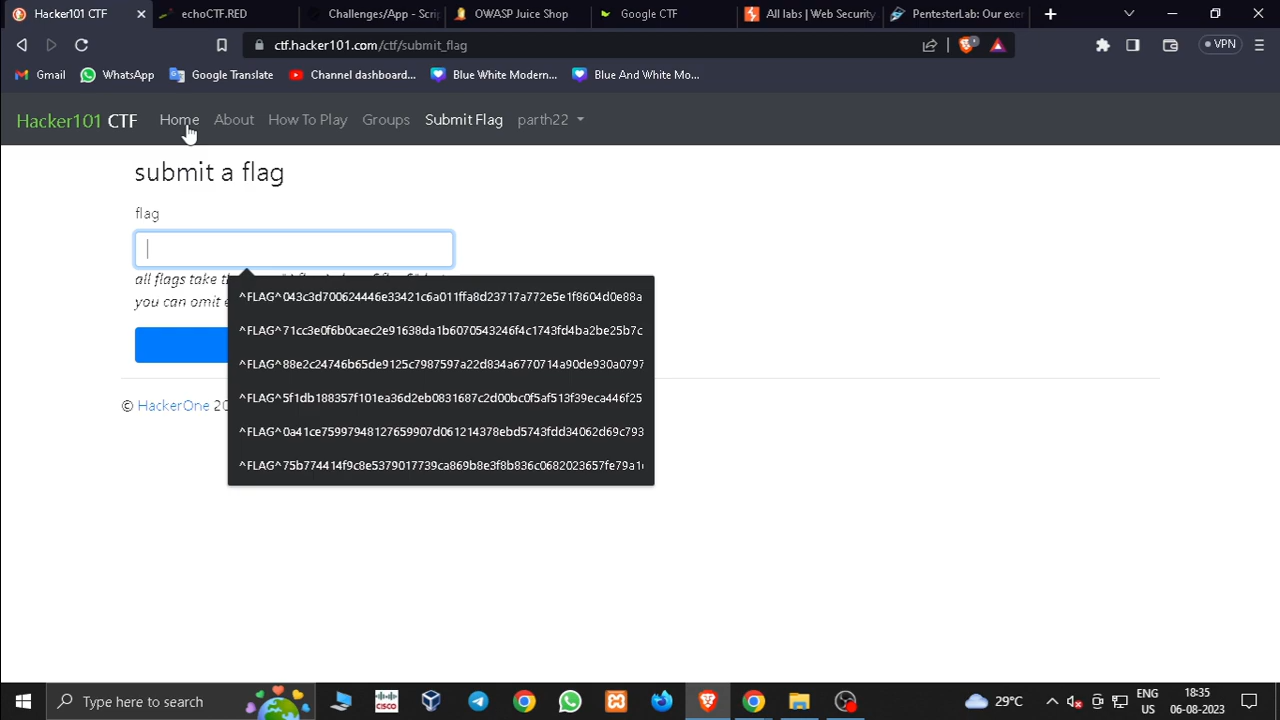 Hacker101 CTF
echoCTF.RED
Challenges/App - Scri
OWASP Juice Shop
Google CTF
All labs | Web Security
PentesterLab: Our exer
ctf.hacker101.com/ctf/submit_flag
VPN
Gmail
WhatsApp
Google Translate
Channel dashboard...
Blue White Modern...
Blue And White Mo...
Hacker101 CTF
Home
About
How To Play
Groups
Submit Flag
parth22
submit a flag
flag
all flags take
you can omit
^FLAG^043c3d700624446e33421c6a011ffa8d23717a772e5e1f8604d0e88a
^FLAG^71cc3e0f6b0caec2e91638da1b6070543246f4c1743fd4ba2be25b7c
^FLAG^88e2c24746b65de9125c7987597a22d834a6770714a90de930a0797
^FLAG^5f1db188357f101ea36d2eb0831687c2d00bc0f5af513f39eca446f25
^FLAG^0a41ce75997948127659907d061214378ebd5743fdd34062d69c793
^FLAG^75b774414f9c8e5379017739ca869b8e3f8b836c0682023657fe79a1
© HackerOne 20
Type here to search
CISCO
29°C
ENG
US
18:35
06-08-2023